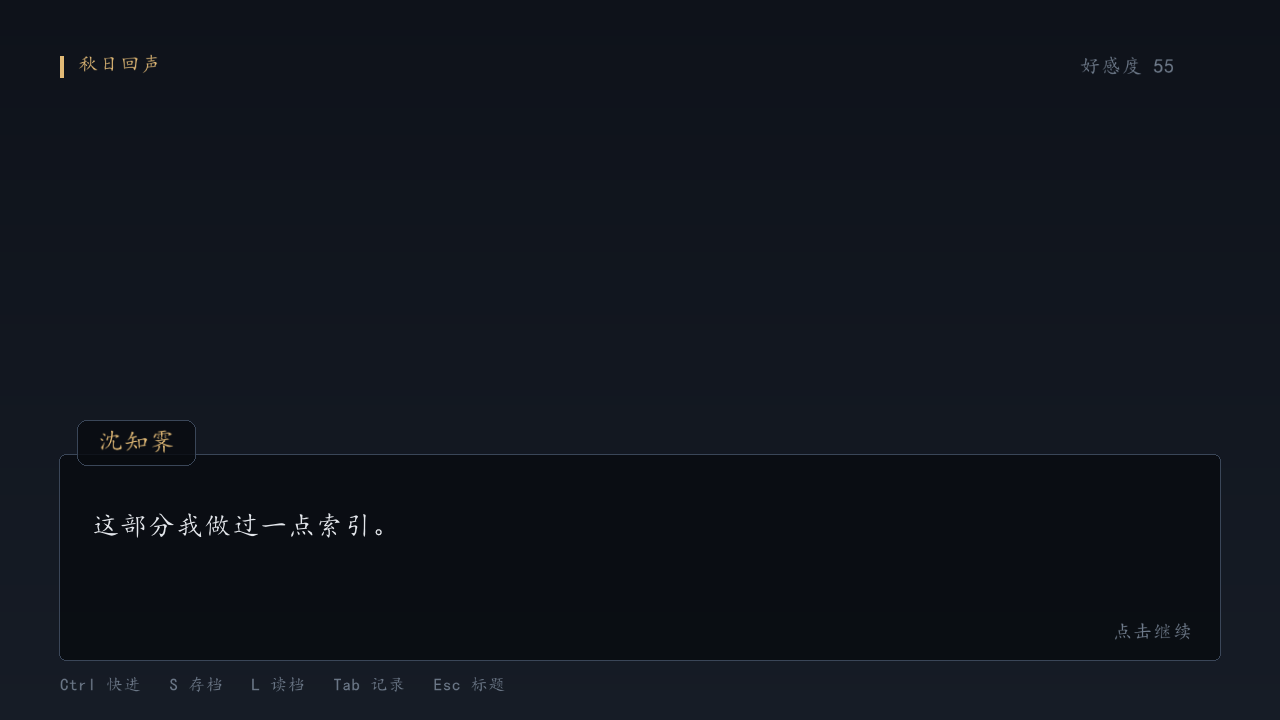 秋日回声
好感度 55
沈知霁
这部分我做过一点索引。
点击继续
Ctrl 快进 S 存档 L 读档 Tab 记录 Esc 标题